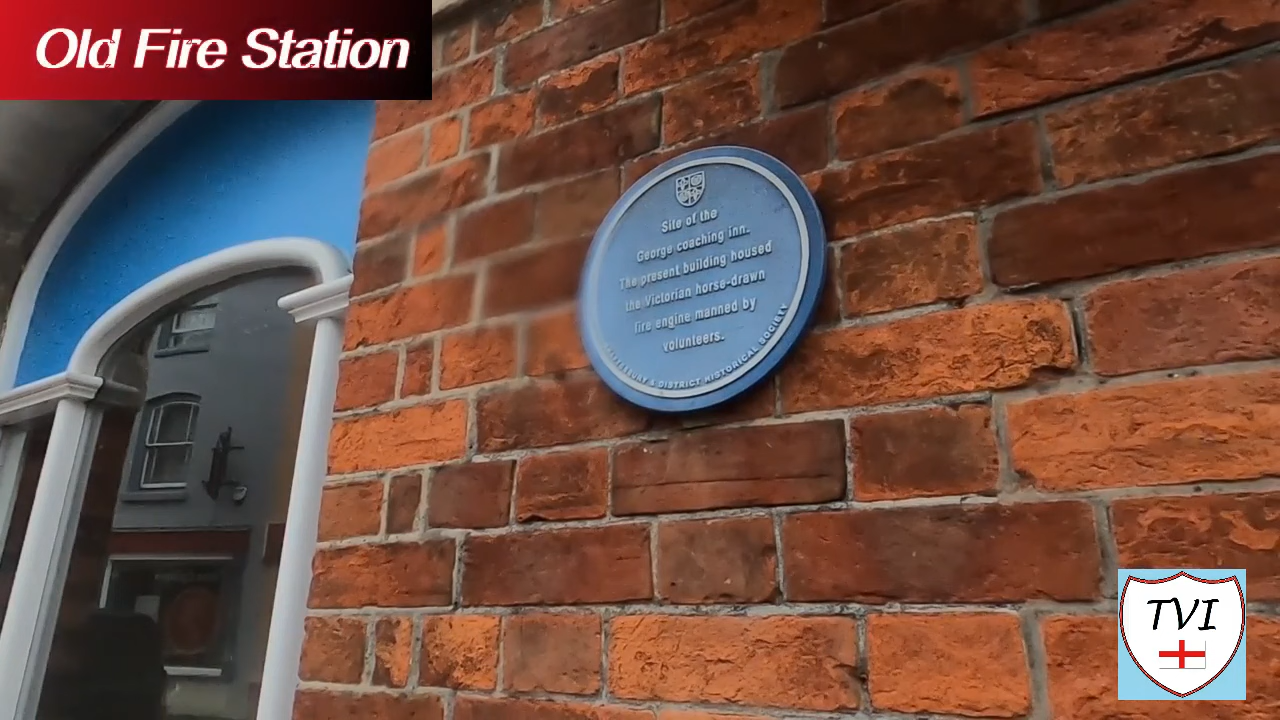 Old Fire Station
Site of the
George coaching inn.
The present building housed
the Victorian horse-drawn
fire engine manned by
volunteers.
& DISTRICT HISTORICAL SOCIETY
TVI